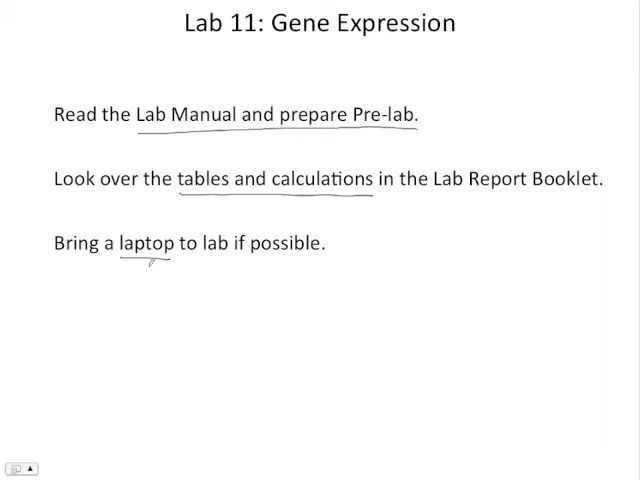 Lab 11: Gene Expression
Read the Lab Manual and prepare Pre-lab.
Look over the tables and calculations in the Lab Report Booklet.
Bring a laptop to lab if possible.